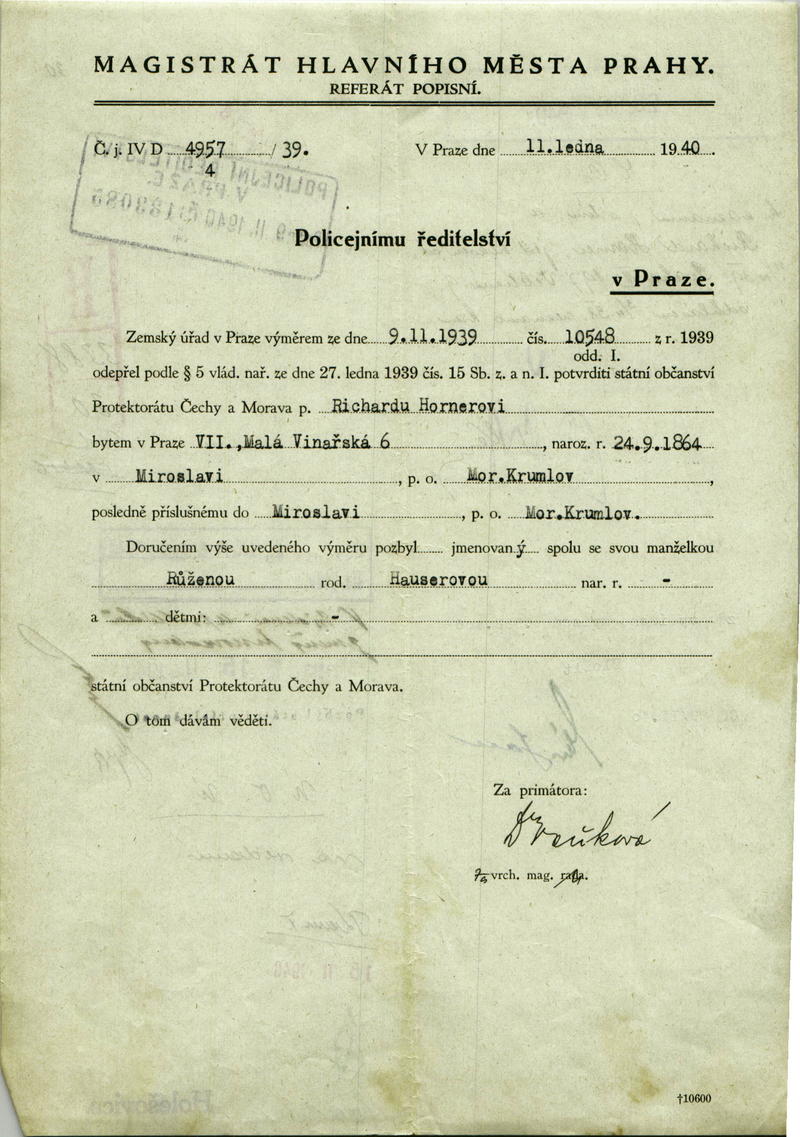 MAGISTRÁT HLAVNÍHO MĚSTA PRAHY.
REFERÁT POPISNÍ.
Č. j. IV D 4957/ 39.
4
V Praze dne 11.ledna 1940.
POLICEJNÍ
V PRAZE
Policejnímu ředitelství
v Praze.
Zemský úřad v Praze výměrem ze dne 9.11.1939 čís. 10548 z r. 1939
odd. I.
odepřel podle § 5 vlád. nař. ze dne 27. ledna 1939 čís. 15 Sb. z. a n. I. potvrditi státní občanství
Protektorátu Čechy a Morava p. Richardu Hornerovi
bytem v Praze VII.,Malá Vinařská 6, naroz. r. 24.9.1864
v Miroslavi, p. o. Mor.Krumlov,
posledně příslušnému do Miroslavi, p. o. Mor.Krumlov.
Doručením výše uvedeného výměru pozbyl jmenovan.ý. spolu se svou manželkou
Růženou rod. Hauserovou nar. r. -
a dětmi: -
státní občanství Protektorátu Čechy a Morava.
O tom dávám věděti.
Za primátora:
vrch. mag. rada.
†10600